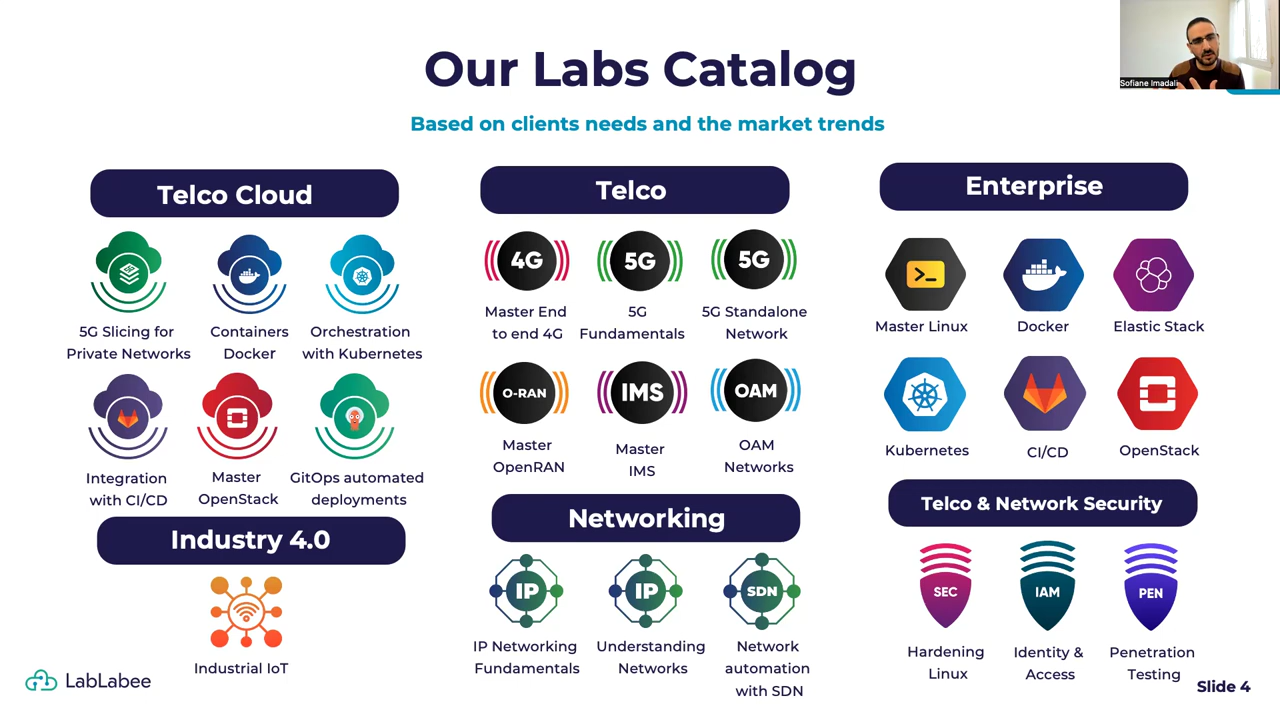 Our Labs Catalog
Based on clients needs and the market trends
Sofiane Imadali
Telco Cloud
5G Slicing for
Private Networks
Containers
Docker
Orchestration
with Kubernetes
Integration
with CI/CD
Master
OpenStack
GitOps automated
deployments
Industry 4.0
Industrial IoT
Telco
4G
5G
5G
Master End
to end 4G
5G
Fundamentals
5G Standalone
Network
O-RAN
IMS
OAM
Master
OpenRAN
Master
IMS
OAM
Networks
Networking
IP
IP
SDN
IP Networking
Fundamentals
Understanding
Networks
Network
automation
with SDN
Enterprise
>_
Master Linux
Docker
Elastic Stack
Kubernetes
CI/CD
OpenStack
Telco & Network Security
SEC
IAM
PEN
Hardening
Linux
Identity &
Access
Penetration
Testing
LabLabee
Slide 4